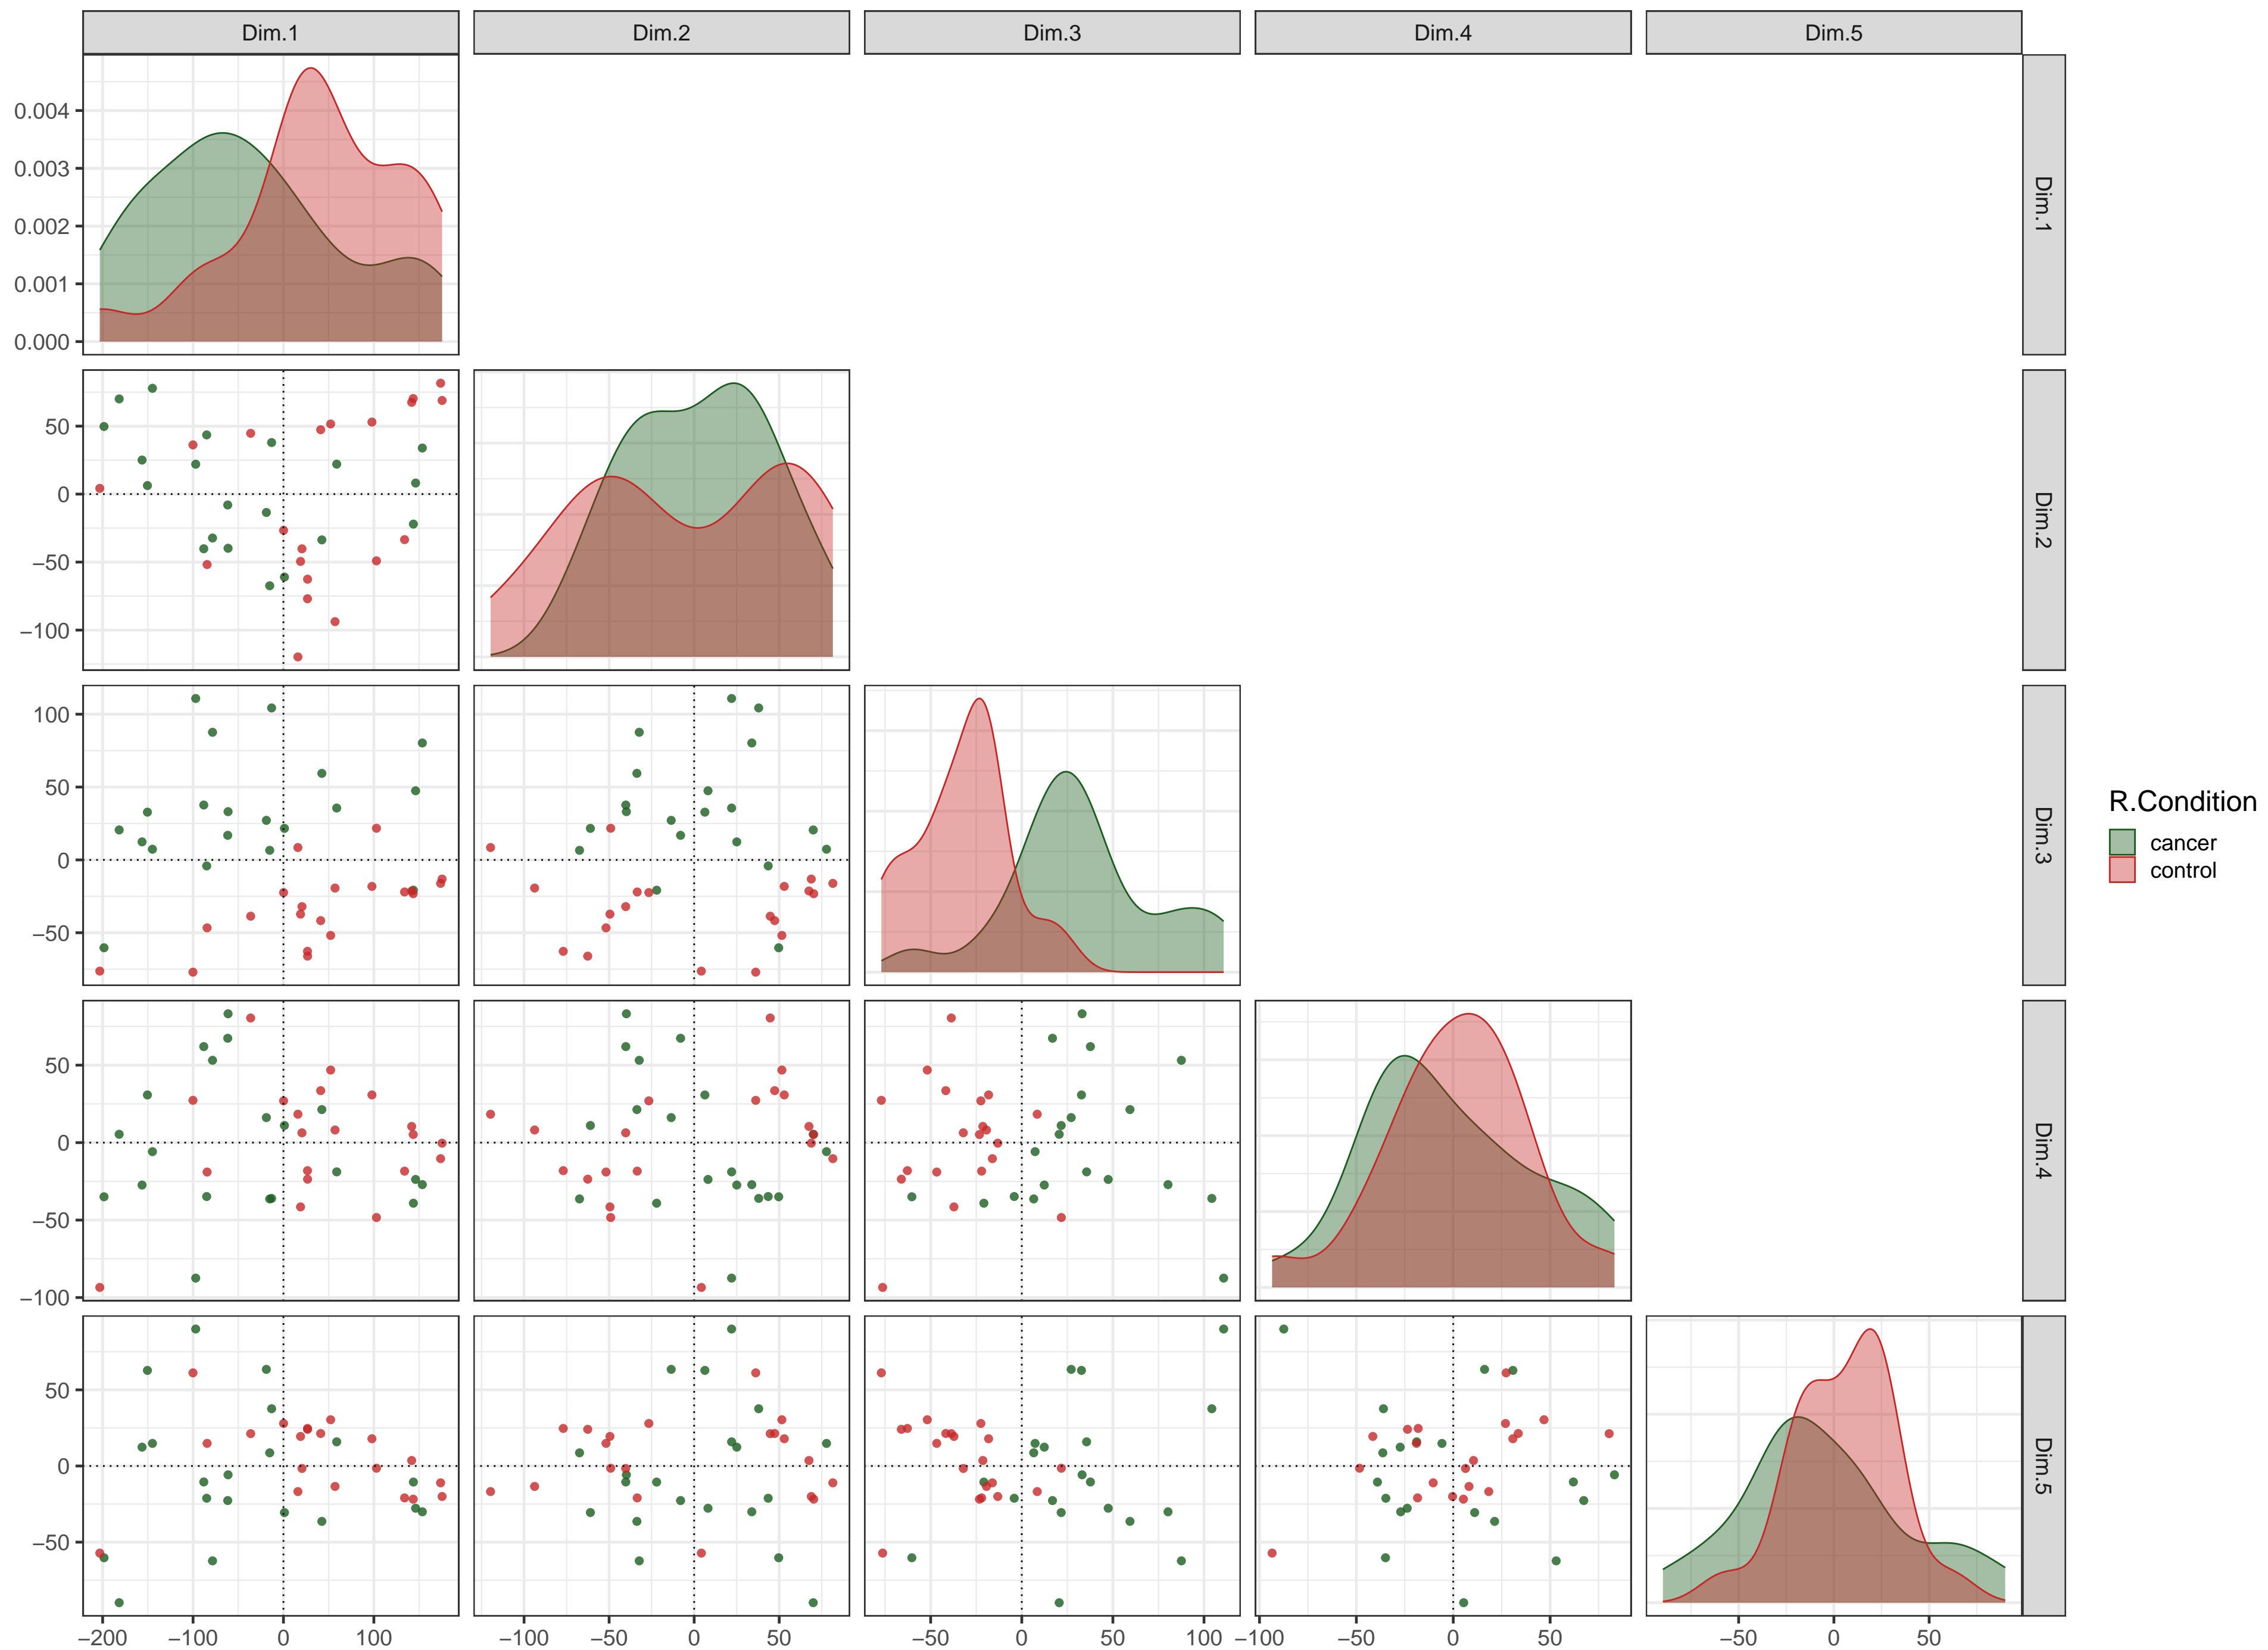 Dim.1 Dim.2 Dim.3 Dim.4 Dim.5
0.004
0.003
0.002
0.001
0.000
Dim.1
50
0
−50
−100
Dim.2
100
50
0
−50
Dim.3
R.Condition
cancer
control
50
0
−50
−100
Dim.4
50
0
−50
Dim.5
−200 −100 0 100 −100 −50 0 50 −50 0 50 100 −100 −50 0 50 −50 0 50